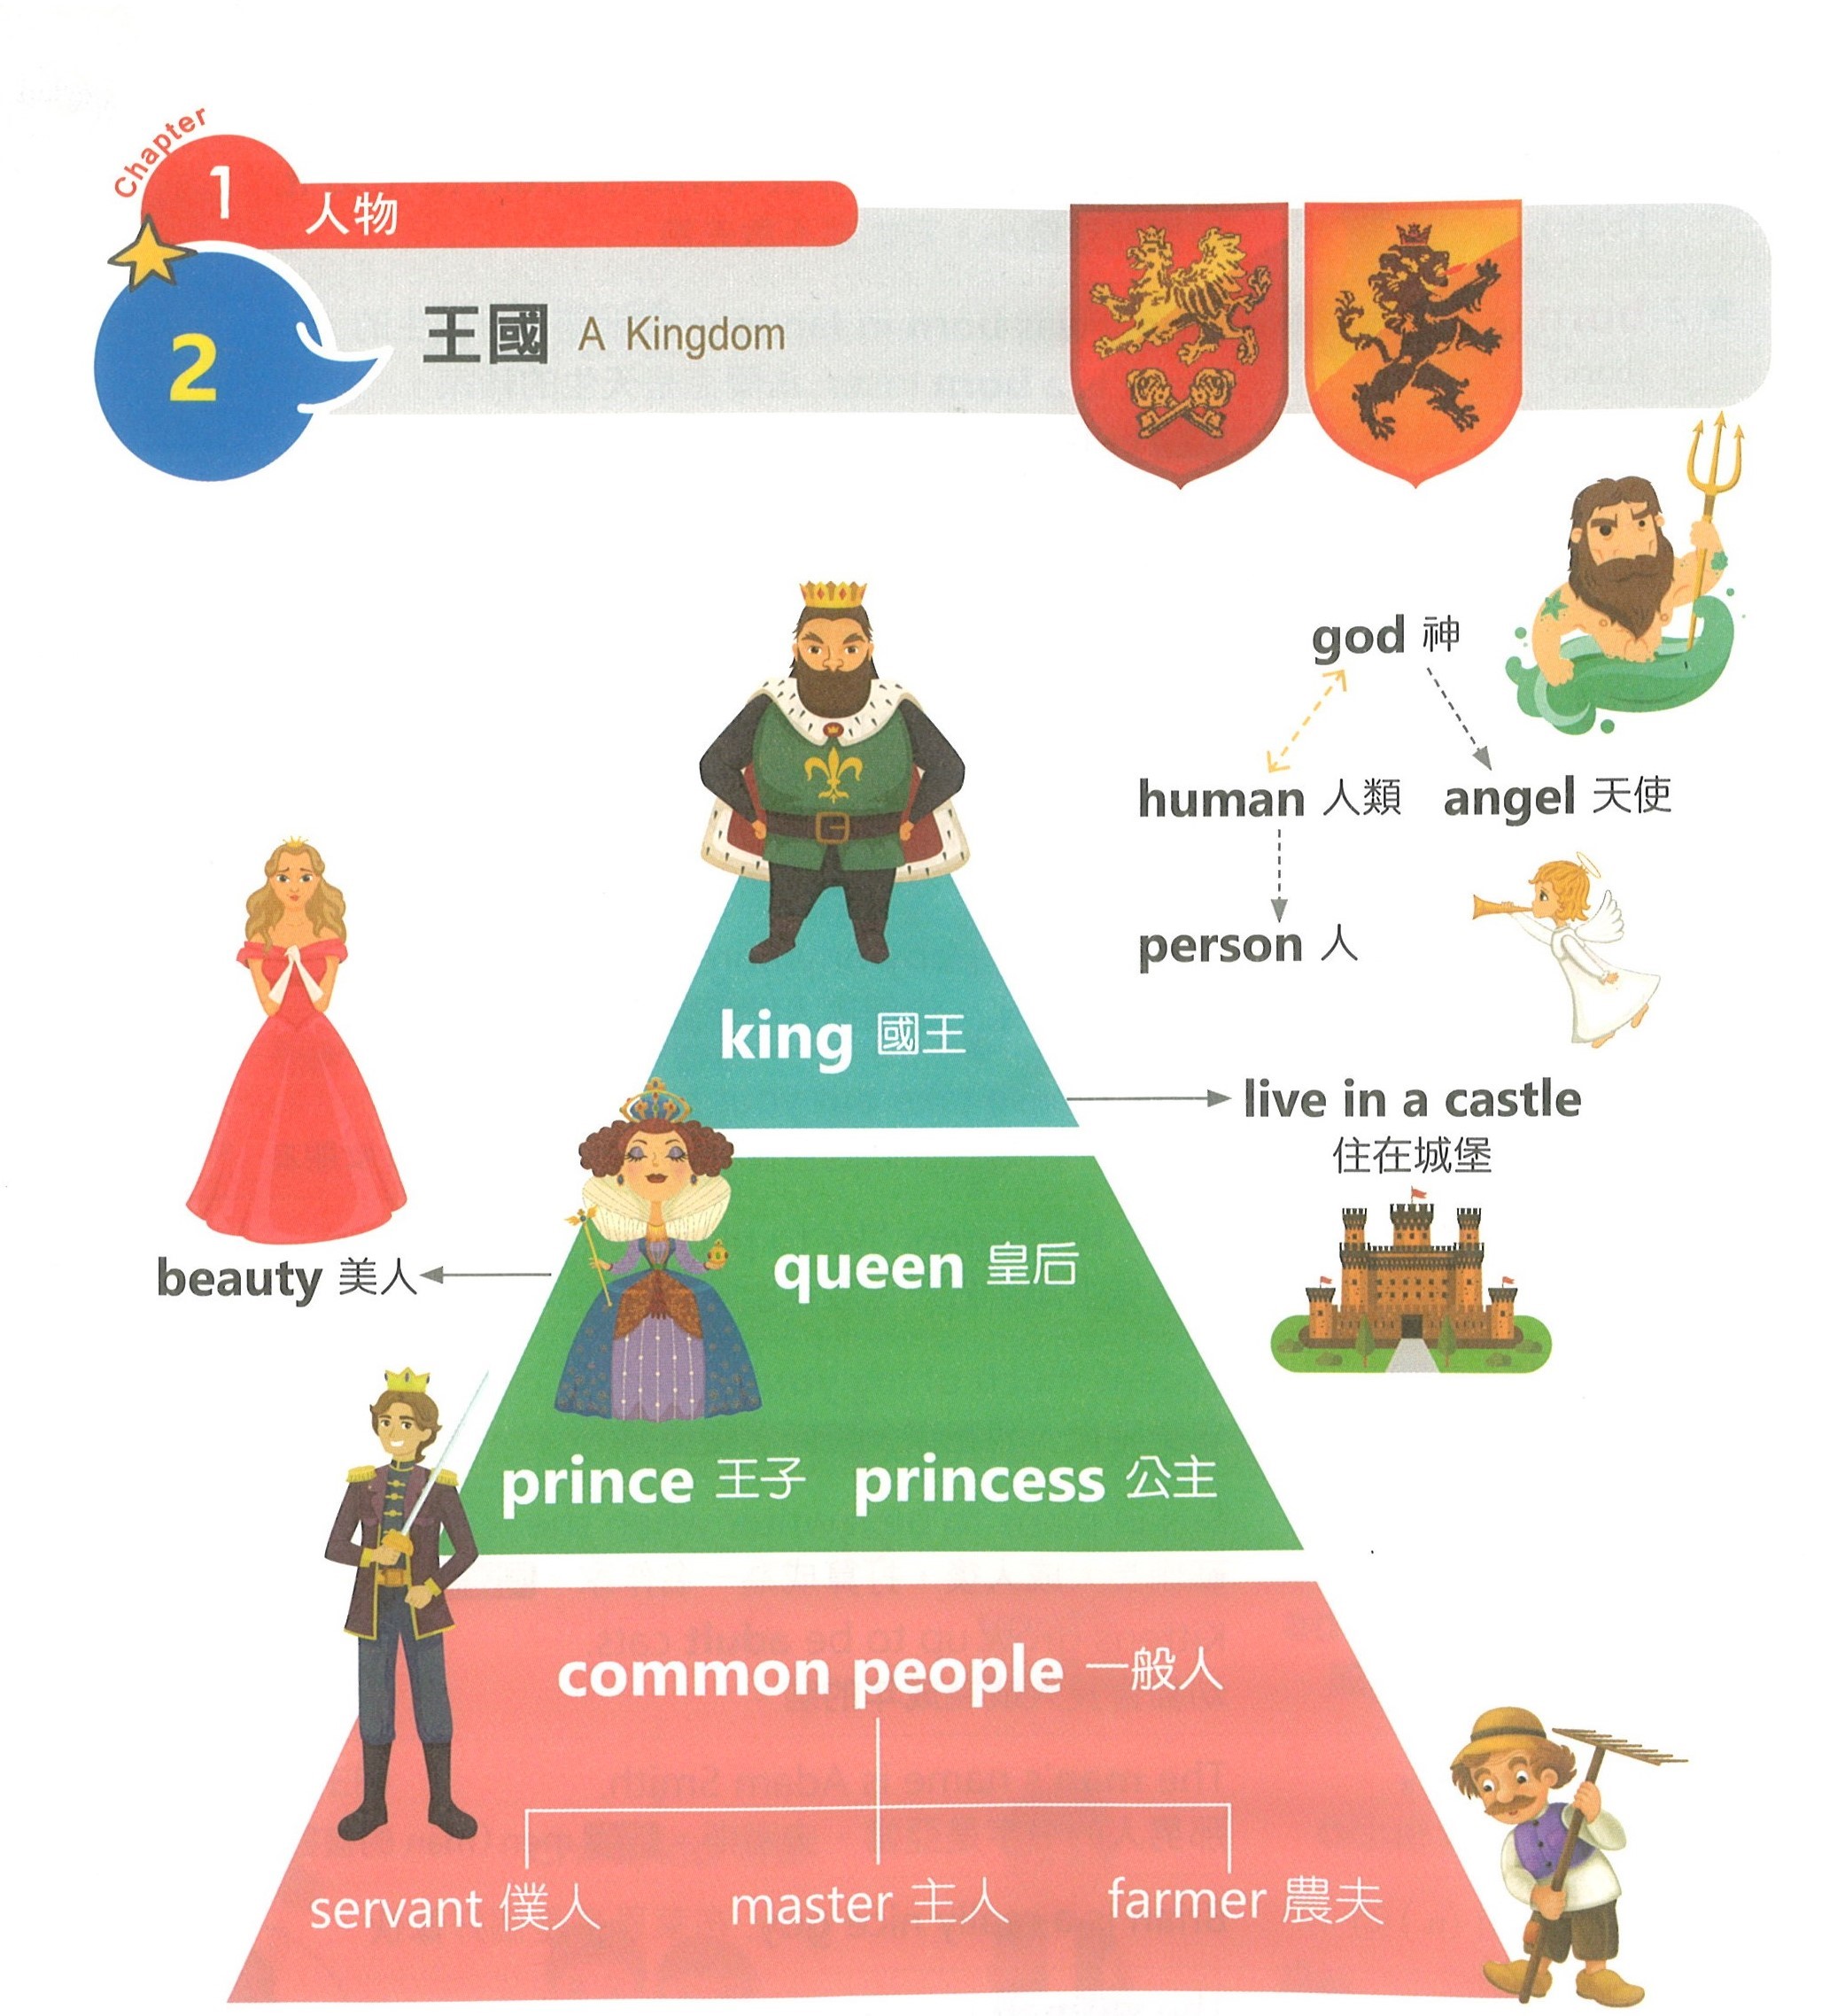 Chapter
1 人物
2 王國 A Kingdom
god 神
human 人類 angel 天使
person 人
king 國王
live in a castle
住在城堡
queen 皇后
beauty 美人
prince 王子 princess 公主
common people 一般人
servant 僕人 master 主人 farmer 農夫